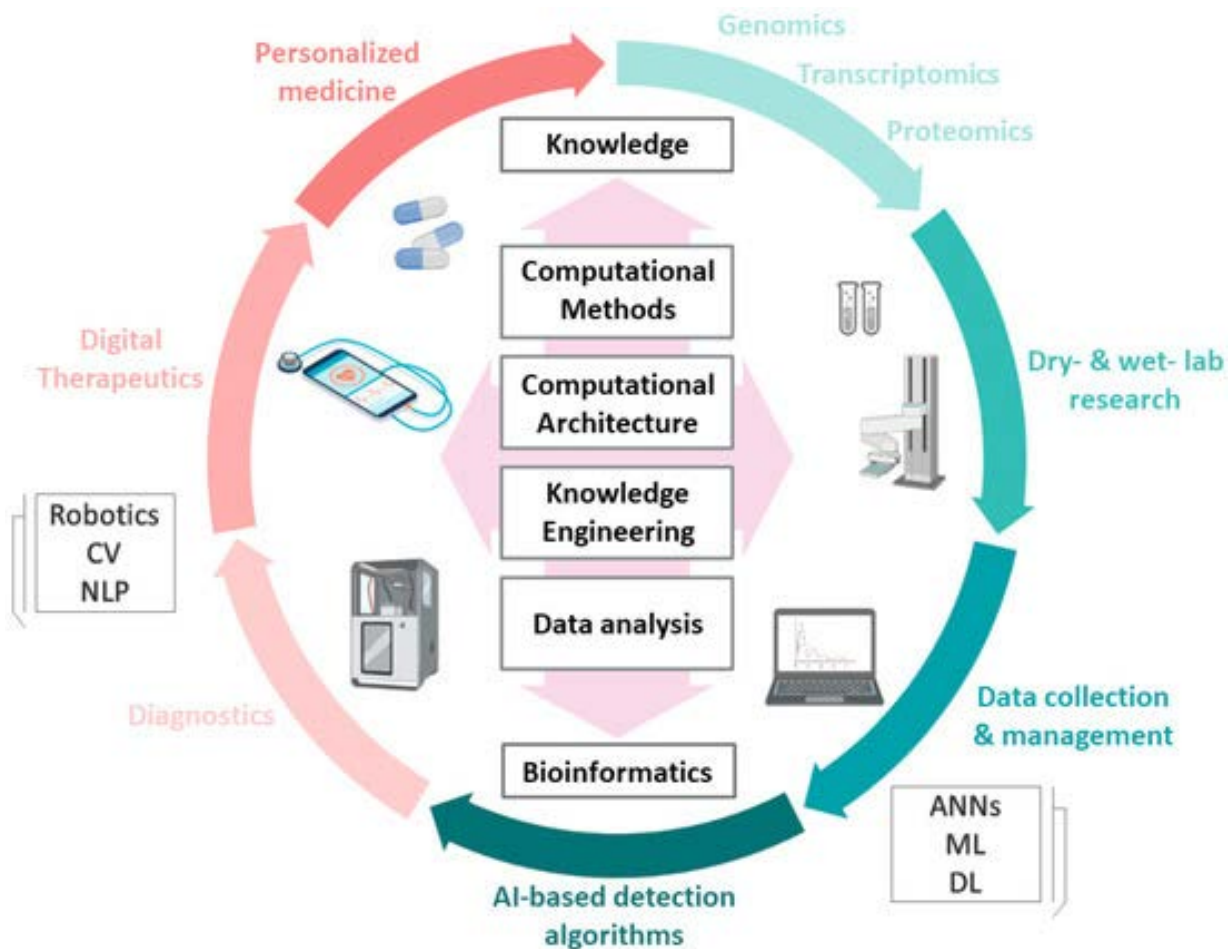 Genomics
Transcriptomics
Proteomics
Personalized
medicine
Knowledge
Computational
Methods
Computational
Architecture
Knowledge
Engineering
Data analysis
Bioinformatics
Dry- & wet- lab
research
Data collection
& management
ANNs
ML
DL
AI-based detection
algorithms
Diagnostics
Robotics
CV
NLP
Digital
Therapeutics